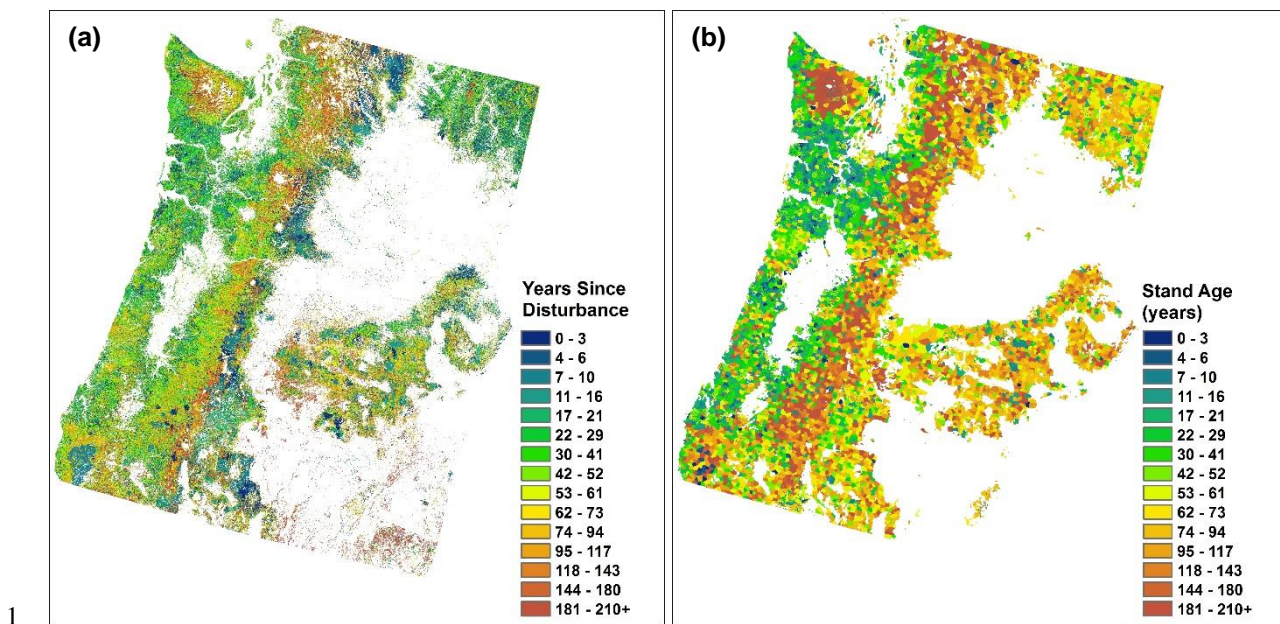 (a)
Years Since
Disturbance
0 - 3
4 - 6
7 - 10
11 - 16
17 - 21
22 - 29
30 - 41
42 - 52
53 - 61
62 - 73
74 - 94
95 - 117
118 - 143
144 - 180
181 - 210+
(b)
Stand Age
(years)
0 - 3
4 - 6
7 - 10
11 - 16
17 - 21
22 - 29
30 - 41
42 - 52
53 - 61
62 - 73
74 - 94
95 - 117
118 - 143
144 - 180
181 - 210+
1